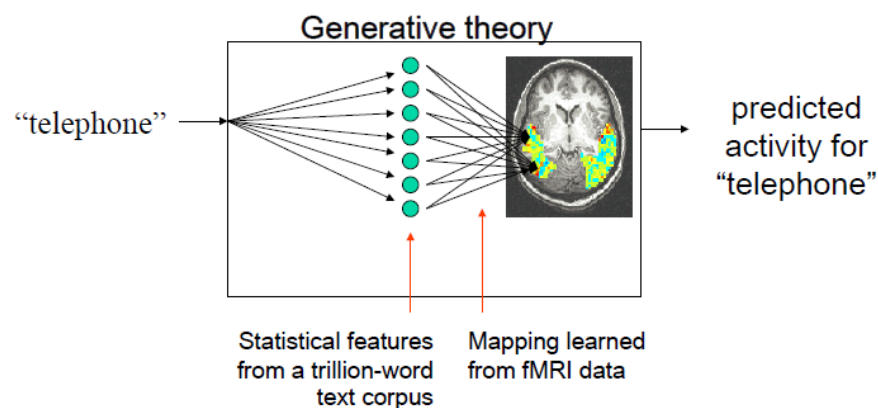 Generative theory
“telephone”
predicted
activity for
“telephone”
Statistical features
from a trillion-word
text corpus
Mapping learned
from fMRI data